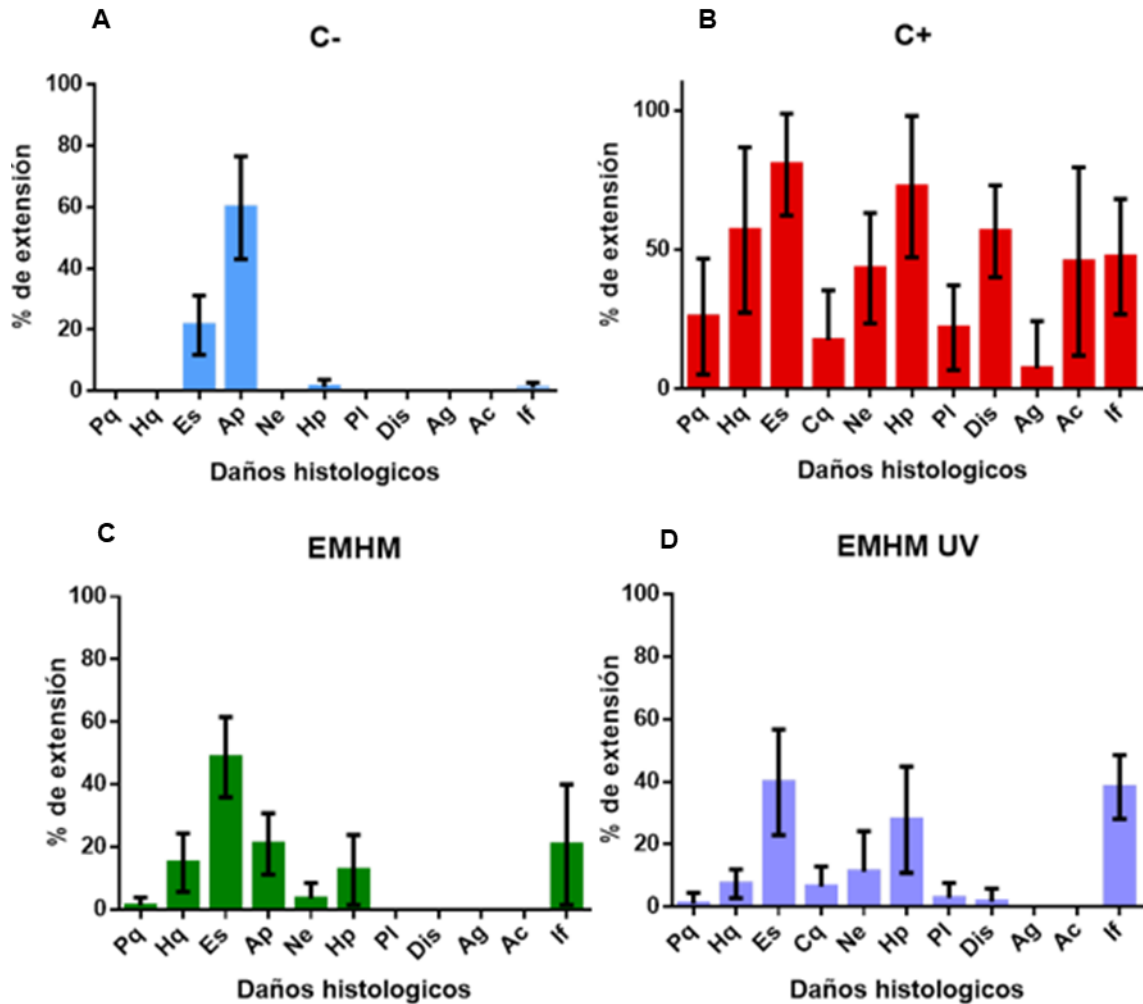 A
C-
% de extensión
100
80
60
40
20
0
Pq Hq Es Ap Ne Hp Pl Dis Ag Ac If
Daños histologicos
B
C+
% de extensión
100
50
0
Pq Hq Es Cq Ne Hp Pl Dis Ag Ac If
Daños histologicos
C
EMHM
% de extensión
100
80
60
40
20
0
Pq Hq Es Ap Ne Hp Pl Dis Ag Ac If
Daños histologicos
D
EMHM UV
% de extensión
100
80
60
40
20
0
Pq Hq Es Cq Ne Hp Pl Dis Ag Ac If
Daños histologicos